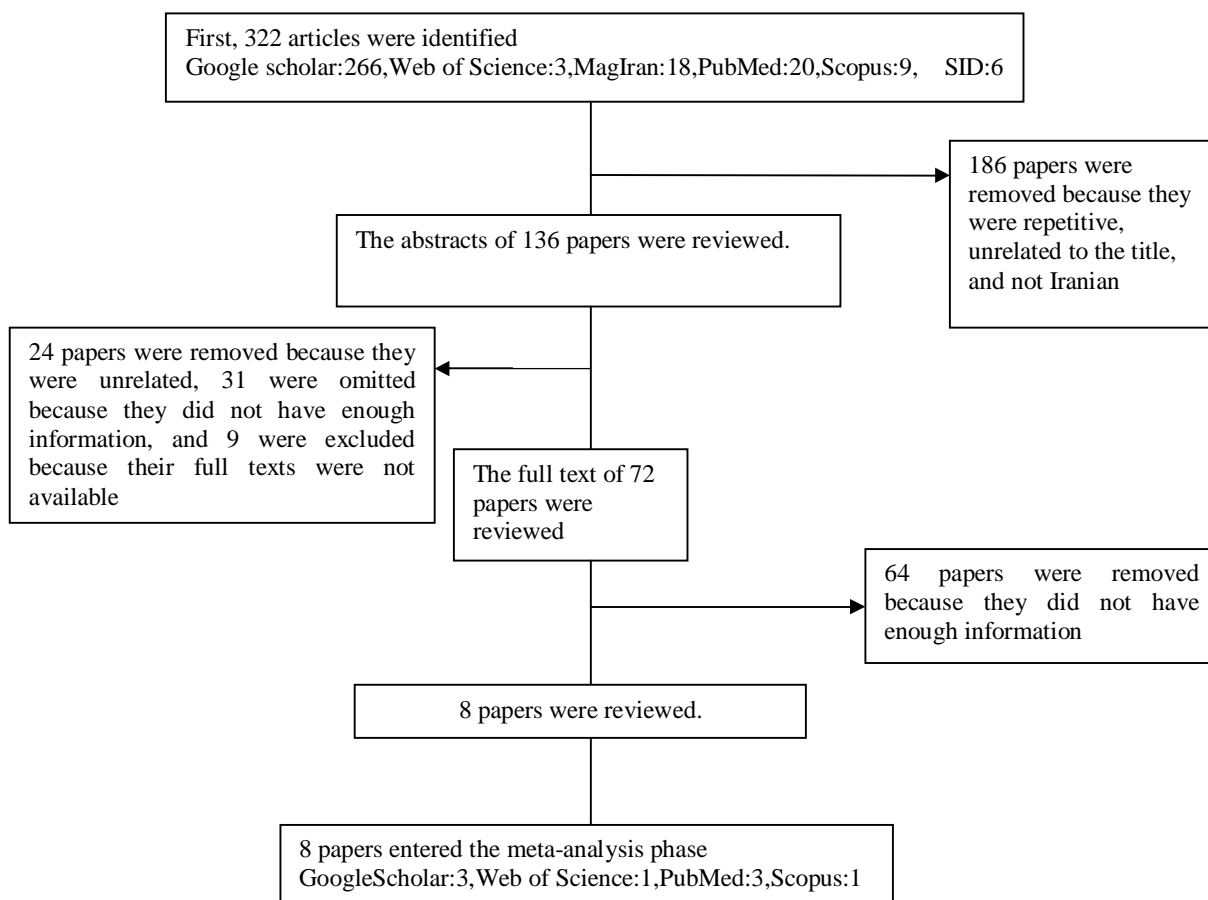 First, 322 articles were identified
Google scholar:266,Web of Science:3,MagIran:18,PubMed:20,Scopus:9, SID:6
186 papers were
removed because they
were repetitive,
unrelated to the title,
and not Iranian
The abstracts of 136 papers were reviewed.
24 papers were removed because they
were unrelated, 31 were omitted
because they did not have enough
information, and 9 were excluded
because their full texts were not
available
The full text of 72
papers were
reviewed
64 papers were removed
because they did not have
enough information
8 papers were reviewed.
8 papers entered the meta-analysis phase
GoogleScholar:3,Web of Science:1,PubMed:3,Scopus:1